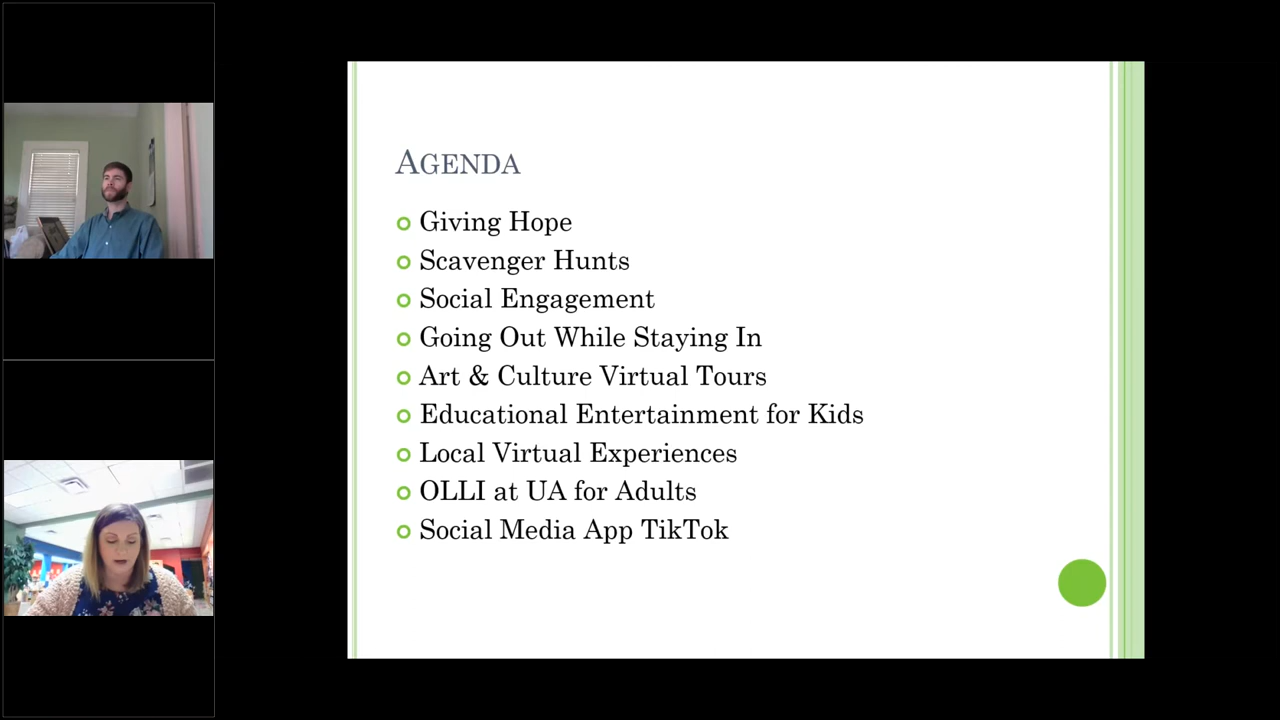 AGENDA
Giving Hope
Scavenger Hunts
Social Engagement
Going Out While Staying In
Art & Culture Virtual Tours
Educational Entertainment for Kids
Local Virtual Experiences
OLLI at UA for Adults
Social Media App TikTok